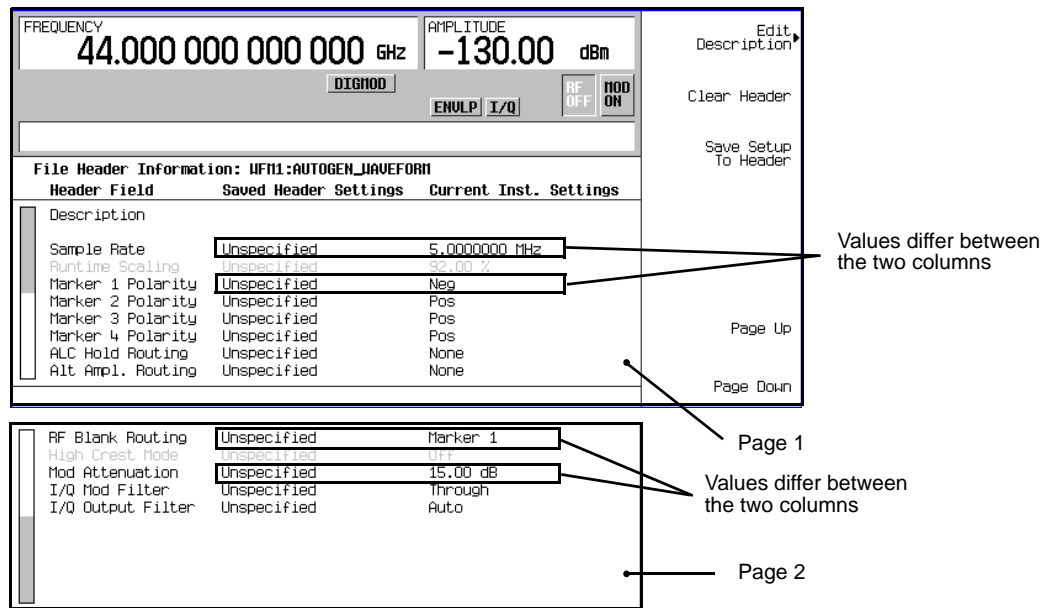 FREQUENCY
44.000 000 000 000 GHz
AMPLITUDE
-130.00 dBm
DIGMOD
ENVLP I/Q
RF OFF
MOD ON
Edit Description
Clear Header
Save Setup To Header
Page Up
Page Down
File Header Information: WFM1:AUTOGEN_WAVEFORM
Header Field Saved Header Settings Current Inst. Settings
Description
Sample Rate Unspecified 5.0000000 MHz
Runtime Scaling Unspecified 92.00 %
Marker 1 Polarity Unspecified Neg
Marker 2 Polarity Unspecified Pos
Marker 3 Polarity Unspecified Pos
Marker 4 Polarity Unspecified Pos
ALC Hold Routing Unspecified None
Alt Ampl. Routing Unspecified None
Values differ between
the two columns
Page 1
RF Blank Routing Unspecified Marker 1
High Crest Mode Unspecified Off
Mod Attenuation Unspecified 15.00 dB
I/Q Mod Filter Unspecified Through
I/Q Output Filter Unspecified Auto
Values differ between
the two columns
Page 2